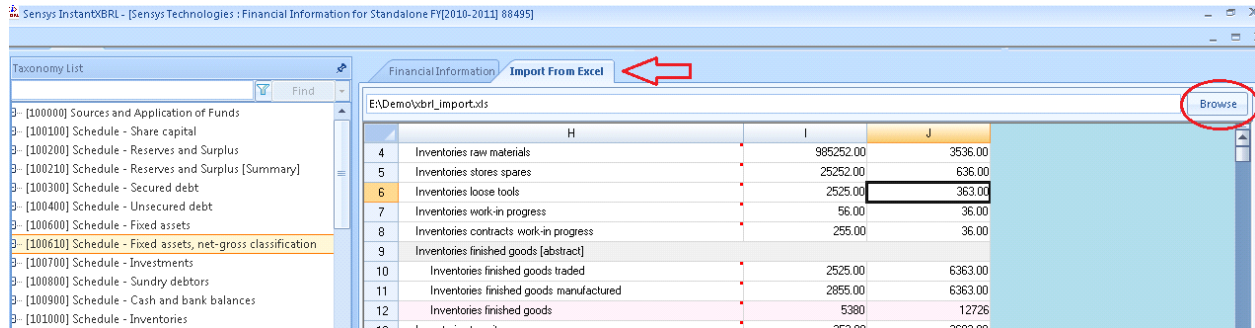 Sensys InstantXBRL - [Sensys Technologies : Financial Information for Standalone FY[2010-2011] 88495]
Taxonomy List
Find
[100000] Sources and Application of Funds
[100100] Schedule - Share capital
[100200] Schedule - Reserves and Surplus
[100210] Schedule - Reserves and Surplus [Summary]
[100300] Schedule - Secured debt
[100400] Schedule - Unsecured debt
[100600] Schedule - Fixed assets
[100610] Schedule - Fixed assets, net-gross classification
[100700] Schedule - Investments
[100800] Schedule - Sundry debtors
[100900] Schedule - Cash and bank balances
[101000] Schedule - Inventories
Financial Information Import From Excel
E:\Demo\xbrl_import.xls Browse
H I J
4 Inventories raw materials 985252.00 3536.00
5 Inventories stores spares 25252.00 636.00
6 Inventories loose tools 2525.00 363.00
7 Inventories work-in progress 56.00 36.00
8 Inventories contracts work-in progress 255.00 36.00
9 Inventories finished goods [abstract]
10 Inventories finished goods traded 2525.00 6363.00
11 Inventories finished goods manufactured 2855.00 6363.00
12 Inventories finished goods 5380 12726